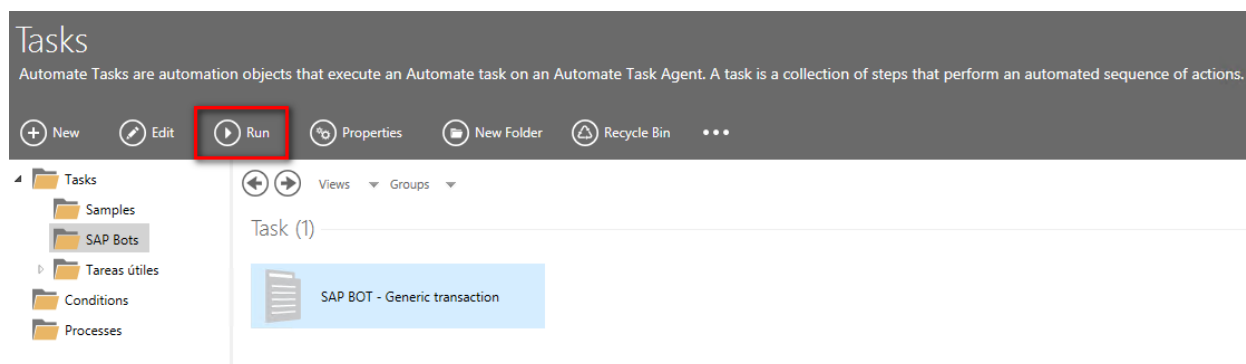 Tasks
Automate Tasks are automation objects that execute an Automate task on an Automate Task Agent. A task is a collection of steps that perform an automated sequence of actions.
New Edit Run Properties New Folder Recycle Bin •••
Tasks
Views Groups
Samples
Task (1)
SAP Bots
Tareas útiles
SAP BOT - Generic transaction
Conditions
Processes